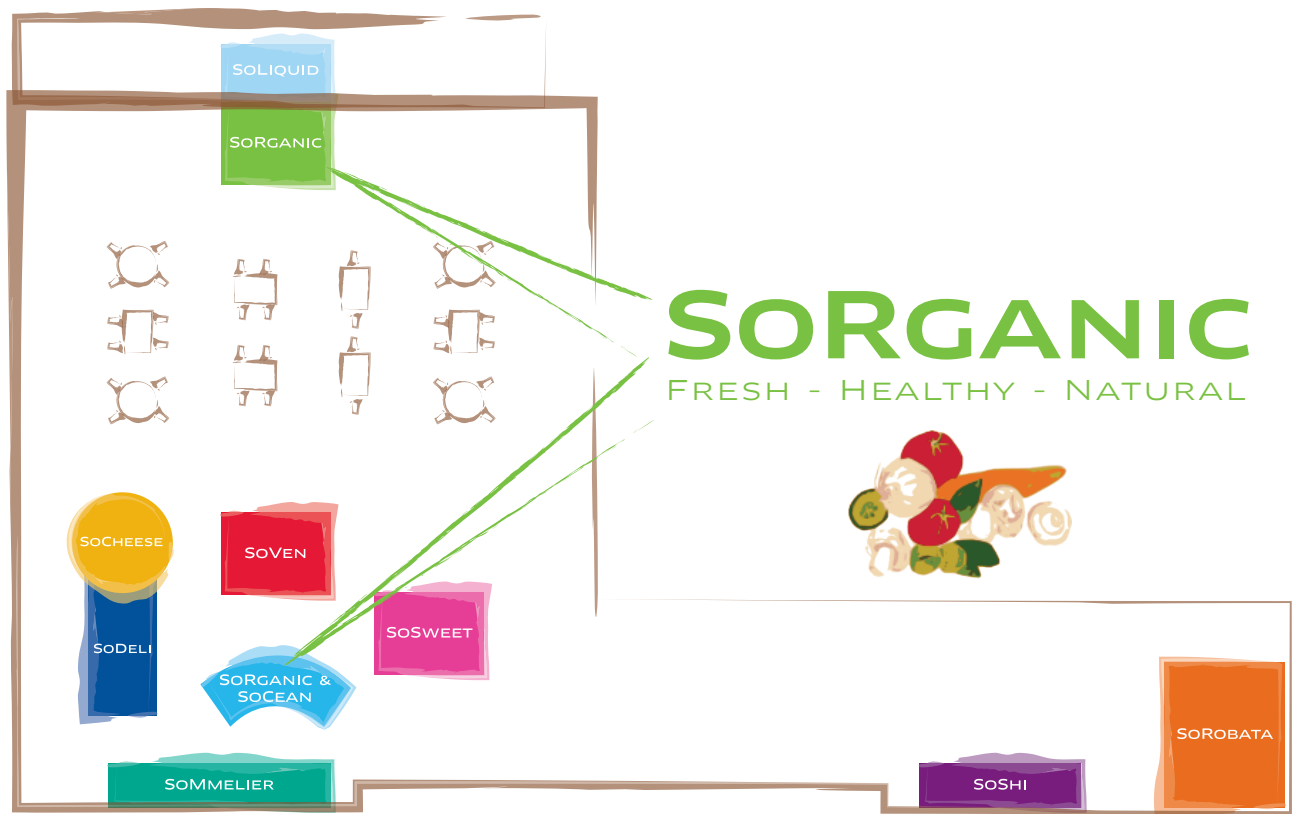 SoLiquid
SoRganic
SoRganic
Fresh - Healthy - Natural
SoCheese
SoVen
SoSweet
SoDeli
SoRganic &
SoCean
SoMmelier
SoShi
SoRobata